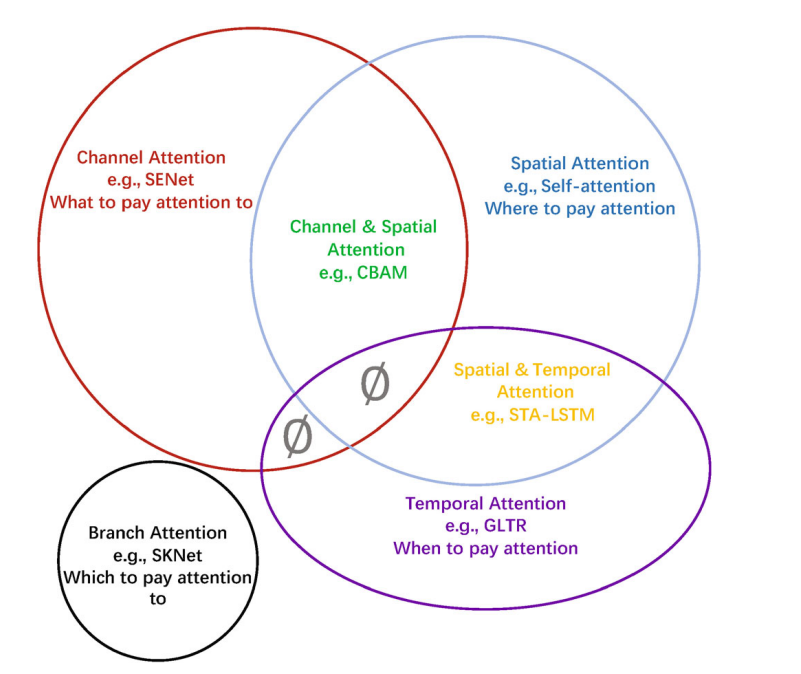 Channel Attention
e.g., SENet
What to pay attention to
Spatial Attention
e.g., Self-attention
Where to pay attention
Channel & Spatial
Attention
e.g., CBAM
∅
∅
Spatial & Temporal
Attention
e.g., STA-LSTM
Temporal Attention
e.g., GLTR
When to pay attention
Branch Attention
e.g., SKNet
Which to pay attention
to